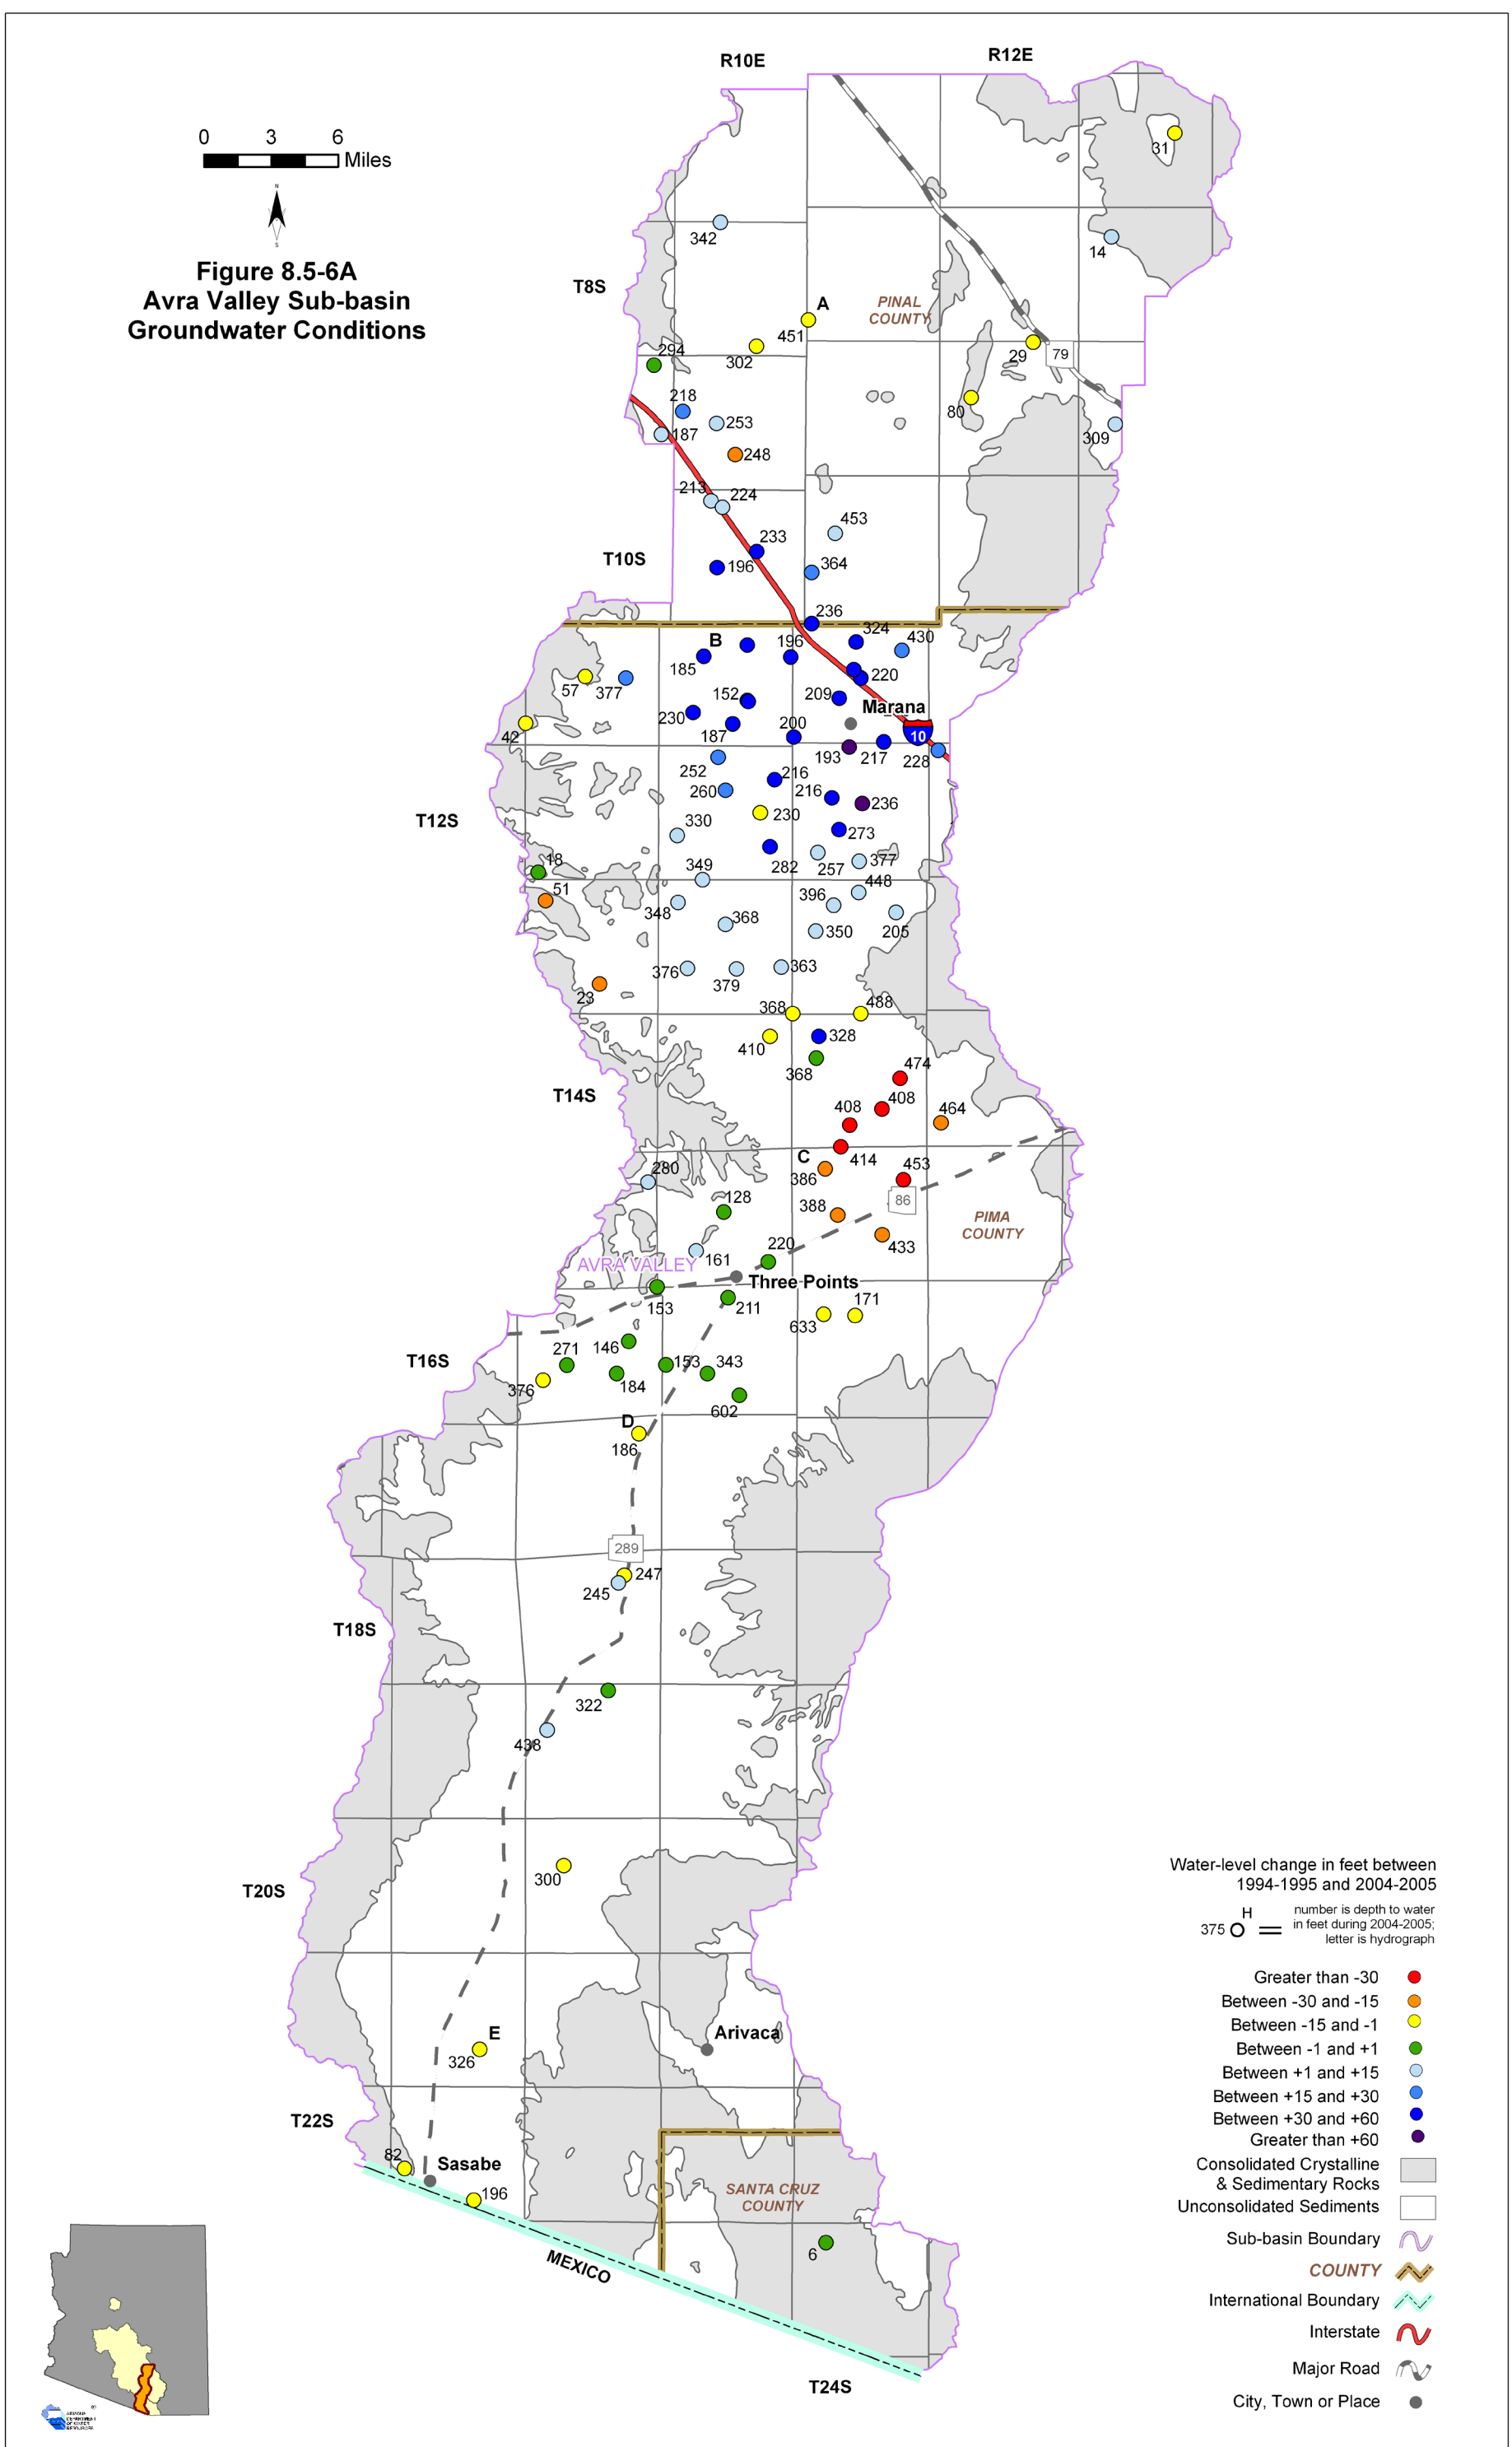 R10E
R12E
0 3 6
Miles
N
S
Figure 8.5-6A
Avra Valley Sub-basin
Groundwater Conditions
31
342
14
T8S
A
PINAL
COUNTY
451
302
294
29
79
218
80
253
187
309
248
213
224
453
233
T10S
196
364
236
324
B
196
430
185
220
57
377
152
209
Marana
230
42
187
200
10
193
217
228
252
216
260
216
236
T12S
330
230
273
18
349
282
257
377
51
396
448
348
368
350
205
376
379
363
23
368
488
410
328
368
474
T14S
408
408
464
C
414
280
386
453
128
388
86
PIMA
COUNTY
220
433
AVRA VALLEY
161
Three Points
153
211
171
633
146
271
T16S
153
343
376
184
602
D
186
289
247
245
T18S
322
438
300
T20S
E
Arivaca
326
T22S
82
Sasabe
196
SANTA CRUZ
COUNTY
6
MEXICO
T24S
Water-level change in feet between
1994-1995 and 2004-2005
H
375
number is depth to water
in feet during 2004-2005;
letter is hydrograph
Greater than -30
Between -30 and -15
Between -15 and -1
Between -1 and +1
Between +1 and +15
Between +15 and +30
Between +30 and +60
Greater than +60
Consolidated Crystalline
& Sedimentary Rocks
Unconsolidated Sediments
Sub-basin Boundary
COUNTY
International Boundary
Interstate
Major Road
City, Town or Place